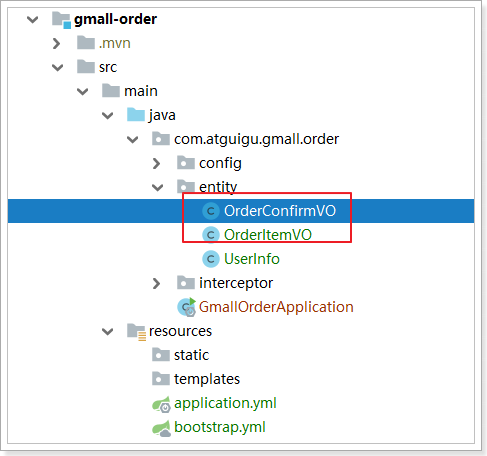 gmall-order
.mvn
src
main
java
com.atguigu.gmall.order
config
entity
OrderConfirmVO
OrderItemVO
UserInfo
interceptor
GmallOrderApplication
resources
static
templates
application.yml
bootstrap.yml